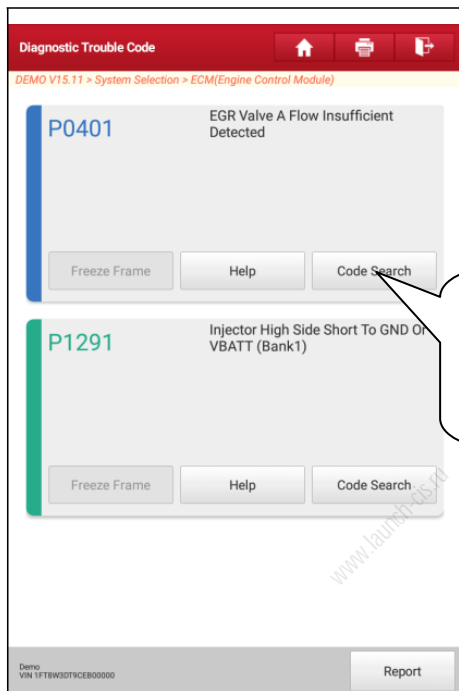 Diagnostic Trouble Code
DEMO V15.11 > System Selection > ECM(Engine Control Module)
P0401
EGR Valve A Flow Insufficient
Detected
Freeze Frame
Help
Code Search
P1291
Injector High Side Short To GND Or
VBATT (Bank1)
Freeze Frame
Help
Code Search
www.launch-cis.ru
Demo
VIN 1FT8W3DT9CEB00000
Report